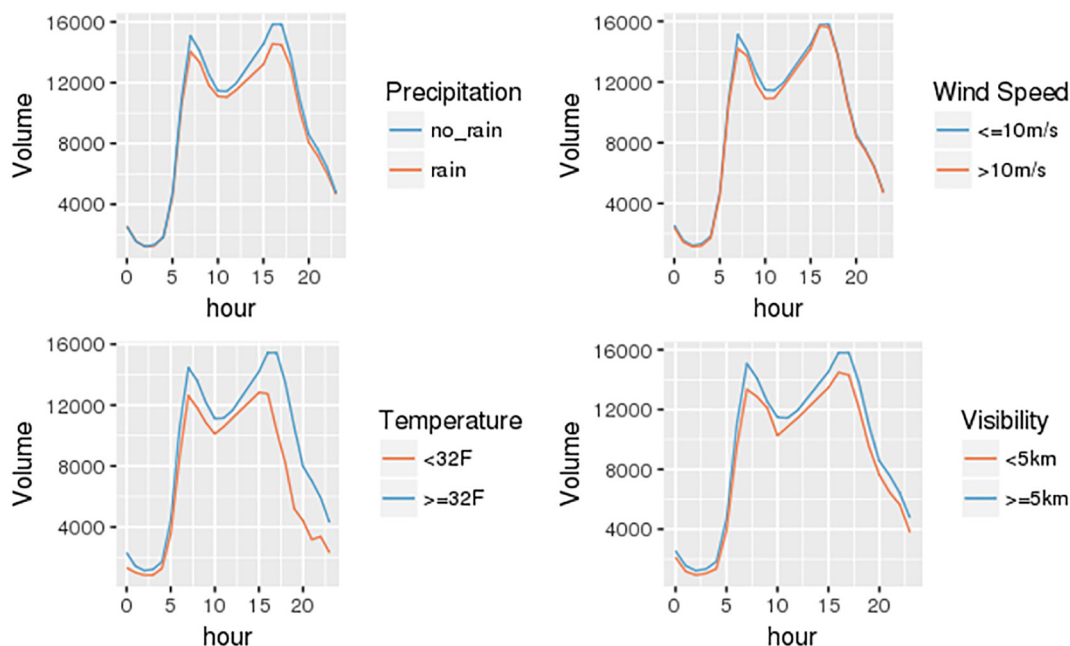 16000
12000
8000
4000
Volume
0 5 10 15 20
hour
Precipitation
no_rain
rain
16000
12000
8000
4000
Volume
0 5 10 15 20
hour
Wind Speed
<=10m/s
>10m/s
16000
12000
8000
4000
Volume
0 5 10 15 20
hour
Temperature
<32F
>=32F
16000
12000
8000
4000
Volume
0 5 10 15 20
hour
Visibility
<5km
>=5km